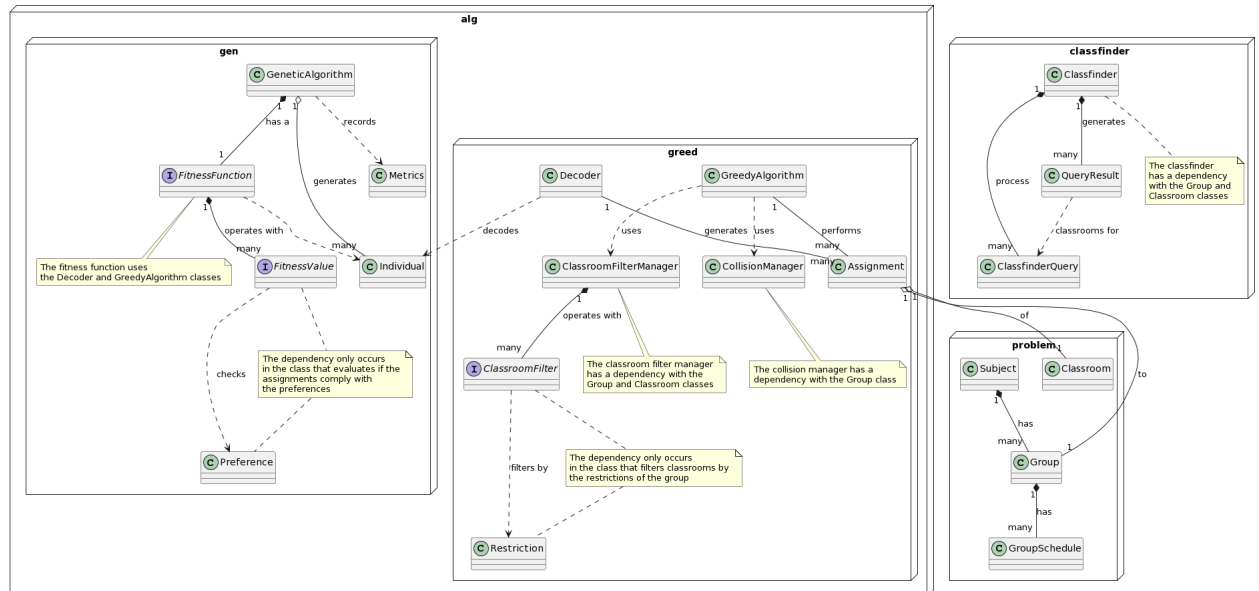 alg
gen
classfinder
C GeneticAlgorithm
C Classfinder
1
1
1
1
has a
records
generates
greed
1
I FitnessFunction
C Metrics
C Decoder
C GreedyAlgorithm
C QueryResult
many
The classfinder
has a dependency
with the Group and
Classroom classes
generates
process
1
1
1
operates with
decodes
uses
generates
uses
performs
classrooms for
many
many
many
many
many
The fitness function uses
the Decoder and GreedyAlgorithm classes
I FitnessValue
C Individual
C ClassroomFilterManager
C CollisionManager
C Assignment
C ClassfinderQuery
1
1
1
operates with
of
problem
many
1
checks
The dependency only occurs
in the class that evaluates if the
assignments comply with
the preferences
I ClassroomFilter
The classroom filter manager
has a dependency with the
Group and Classroom classes
The collision manager has a
dependency with the Group class
C Subject
C Classroom
to
1
has
many
1
C Preference
filters by
The dependency only occurs
in the class that filters classrooms by
the restrictions of the group
C Group
1
has
many
C Restriction
C GroupSchedule